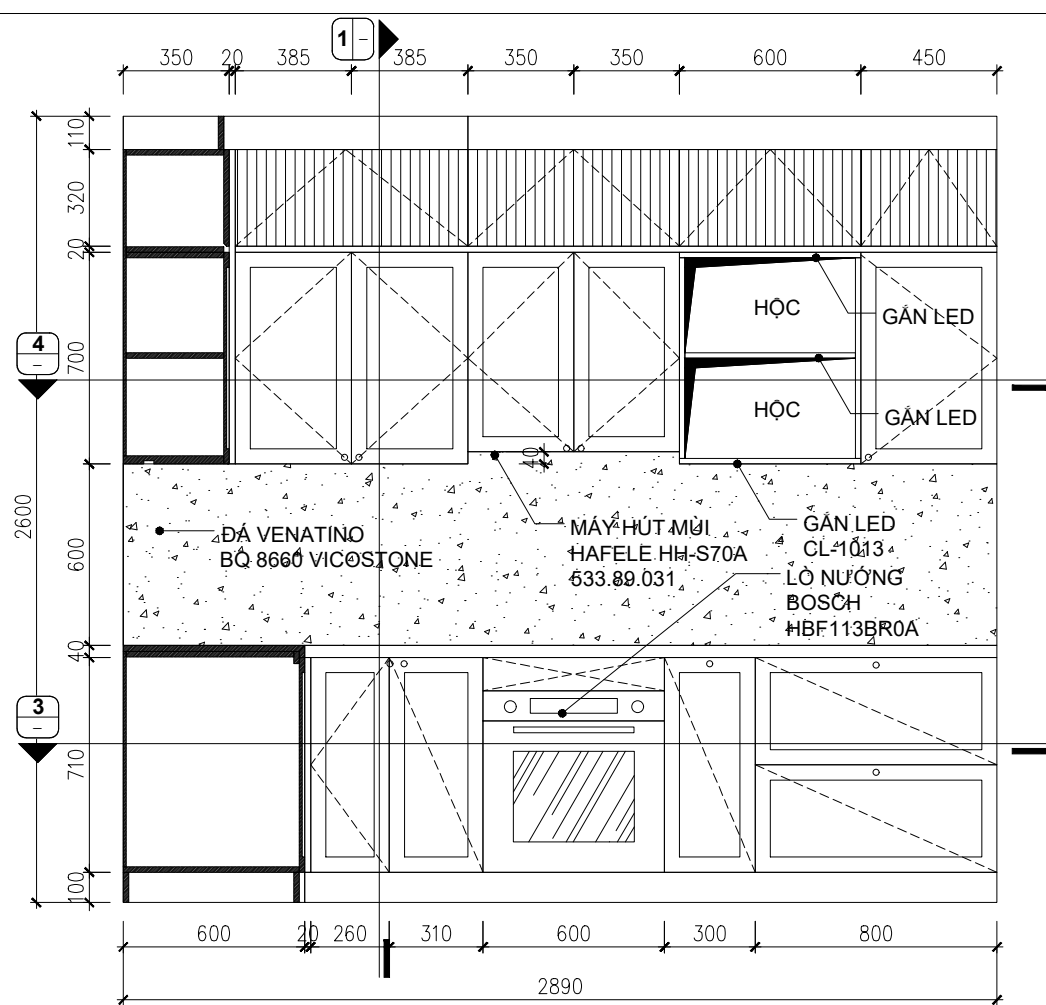 1 –
350 20 385 385 350 350 600 450
110
320
20
700
600
40
710
100
2600
HỘC
GẮN LED
HỘC
GẮN LED
4
–
40
ĐÁ VENATINO
BQ 8660 VICOSTONE
MÁY HÚT MÙI
HAFELE HH-S70A
533.89.031
GẮN LED
CL-1013
LÒ NƯỚNG
BOSCH
HBF113BR0A
3
–
600 20 260 310 600 300 800
2890